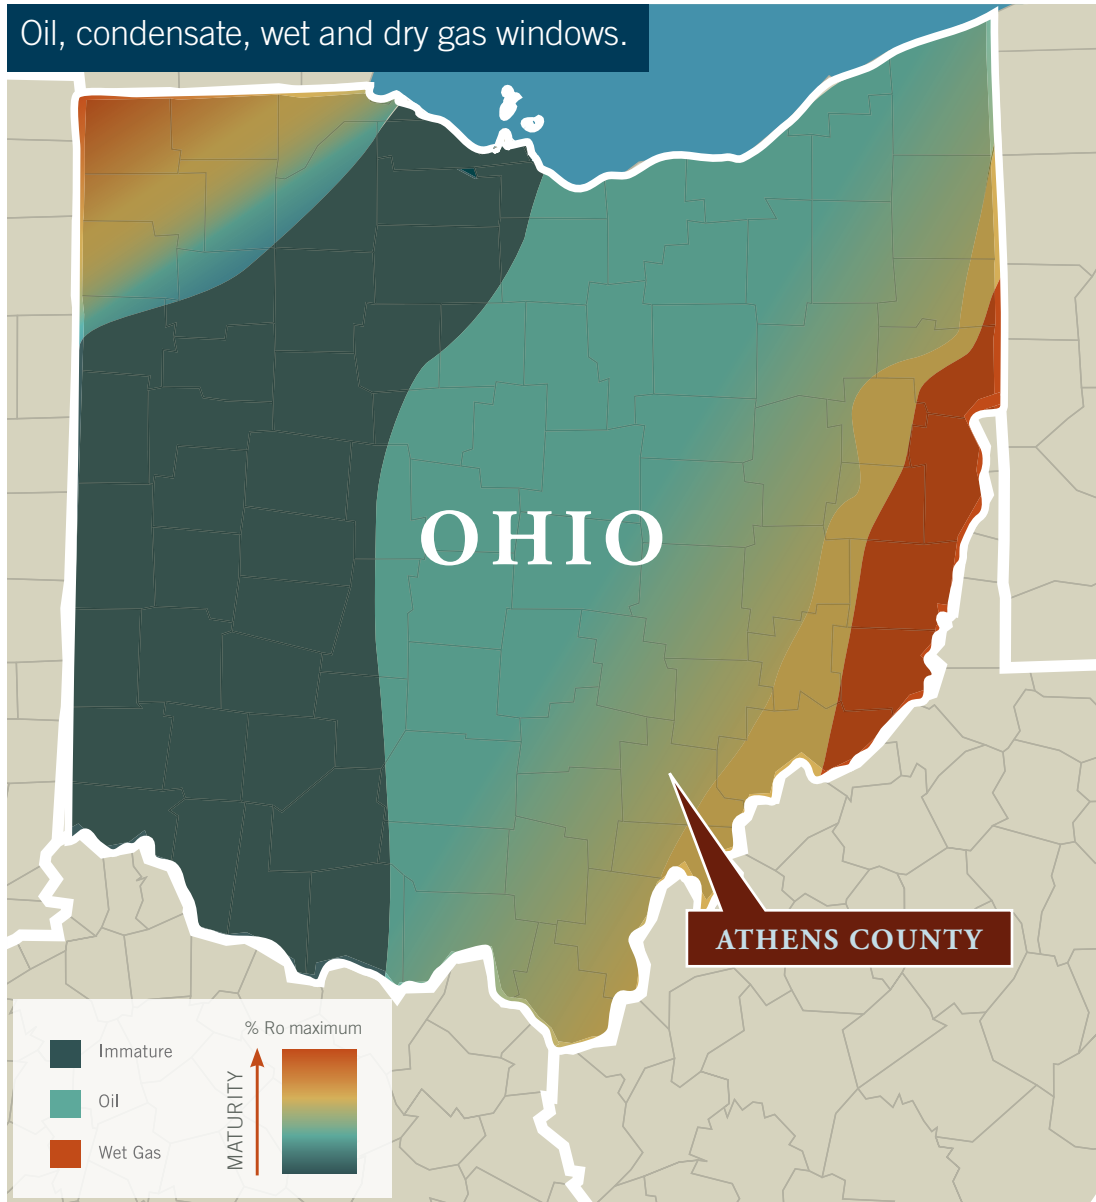 Oil, condensate, wet and dry gas windows.
OHIO
ATHENS COUNTY
% Ro maximum
Immature
Oil
Wet Gas
MATURITY